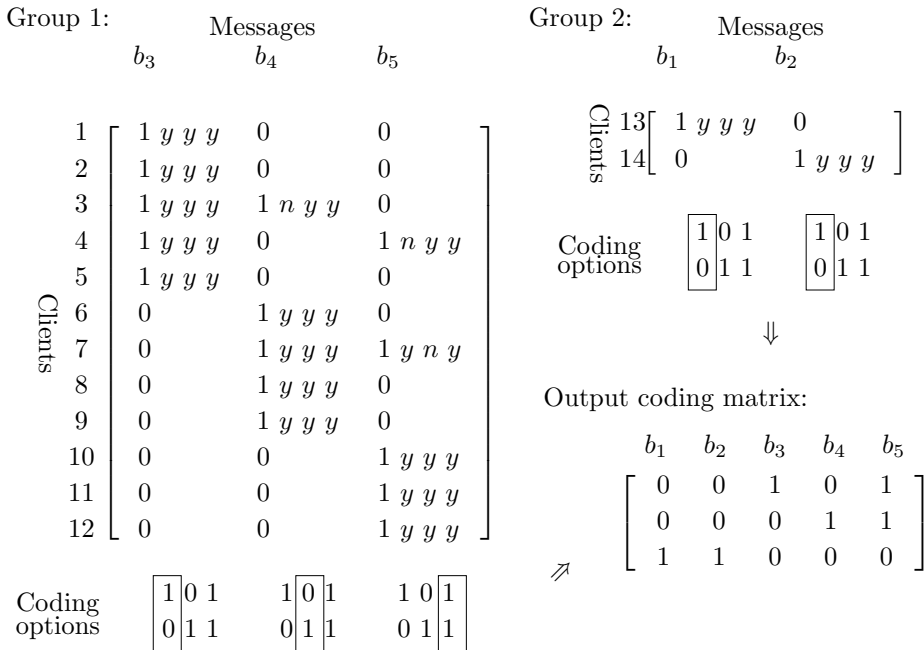 Group 1:
Messages
b3 b4 b5
Clients
1 1 y y y 0 0
2 1 y y y 0 0
3 1 y y y 1 n y y 0
4 1 y y y 0 1 n y y
5 1 y y y 0 0
6 0 1 y y y 0
7 0 1 y y y 1 y n y
8 0 1 y y y 0
9 0 1 y y y 0
10 0 0 1 y y y
11 0 0 1 y y y
12 0 0 1 y y y
Coding options
1 0 1 1 0 1 1 0 1
0 1 1 0 1 1 0 1 1
Group 2:
Messages
b1 b2
Clients
13 1 y y y 0
14 0 1 y y y
Coding options
1 0 1 1 0 1
0 1 1 0 1 1
⇓
⇗
Output coding matrix:
b1 b2 b3 b4 b5
0 0 1 0 1
0 0 0 1 1
1 1 0 0 0